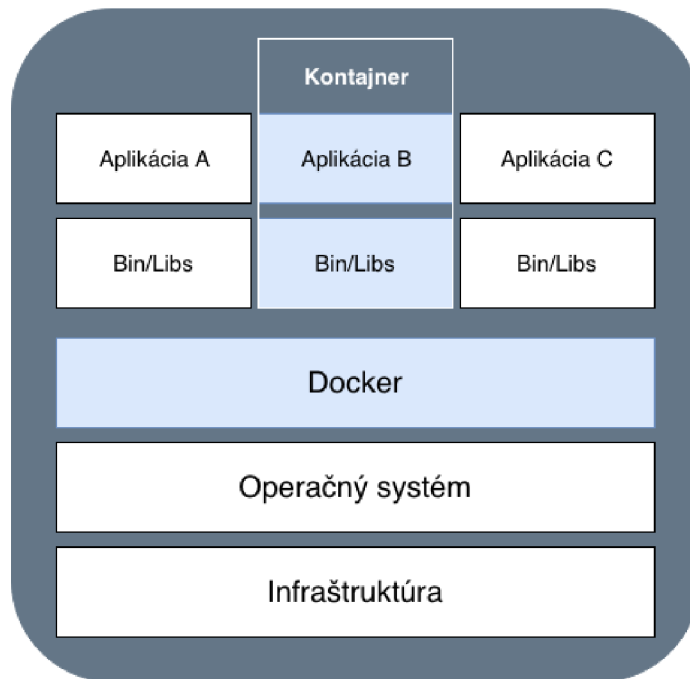 Kontajner
Aplikácia A
Aplikácia B
Aplikácia C
Bin/Libs
Bin/Libs
Bin/Libs
Docker
Operačný systém
Infraštruktúra